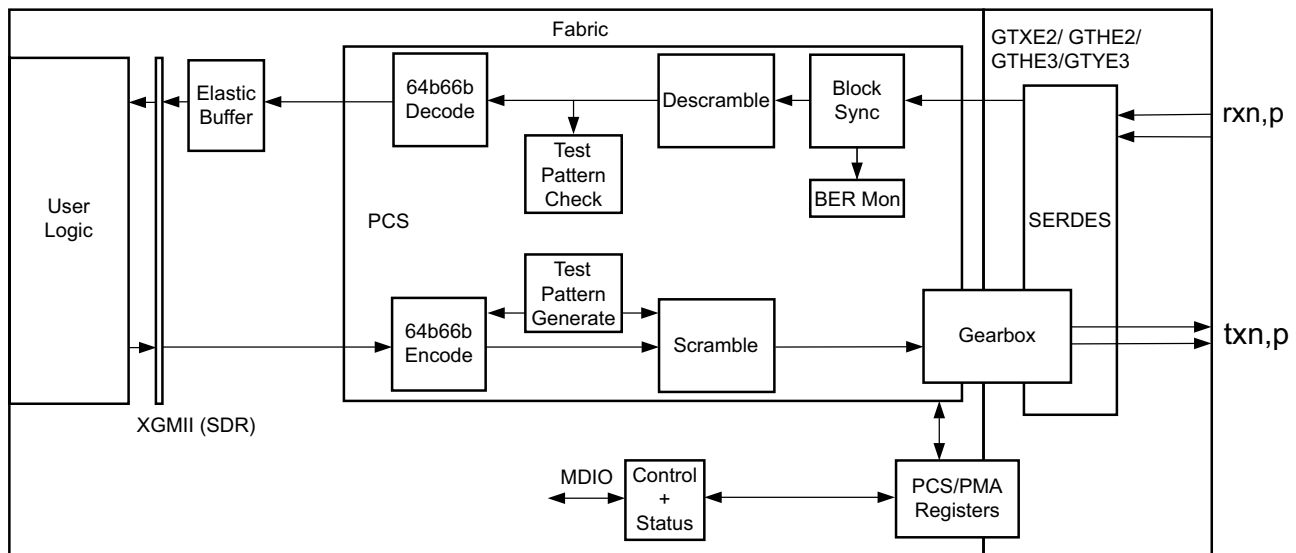 Fabric
GTXE2/ GTHE2/
GTHE3/GTYE3
User
Logic
Elastic
Buffer
64b66b
Decode
Descramble
Block
Sync
rxn,p
Test
Pattern
Check
BER Mon
PCS
SERDES
Test
Pattern
Generate
64b66b
Encode
Scramble
Gearbox
txn,p
XGMII (SDR)
MDIO
Control
+
Status
PCS/PMA
Registers